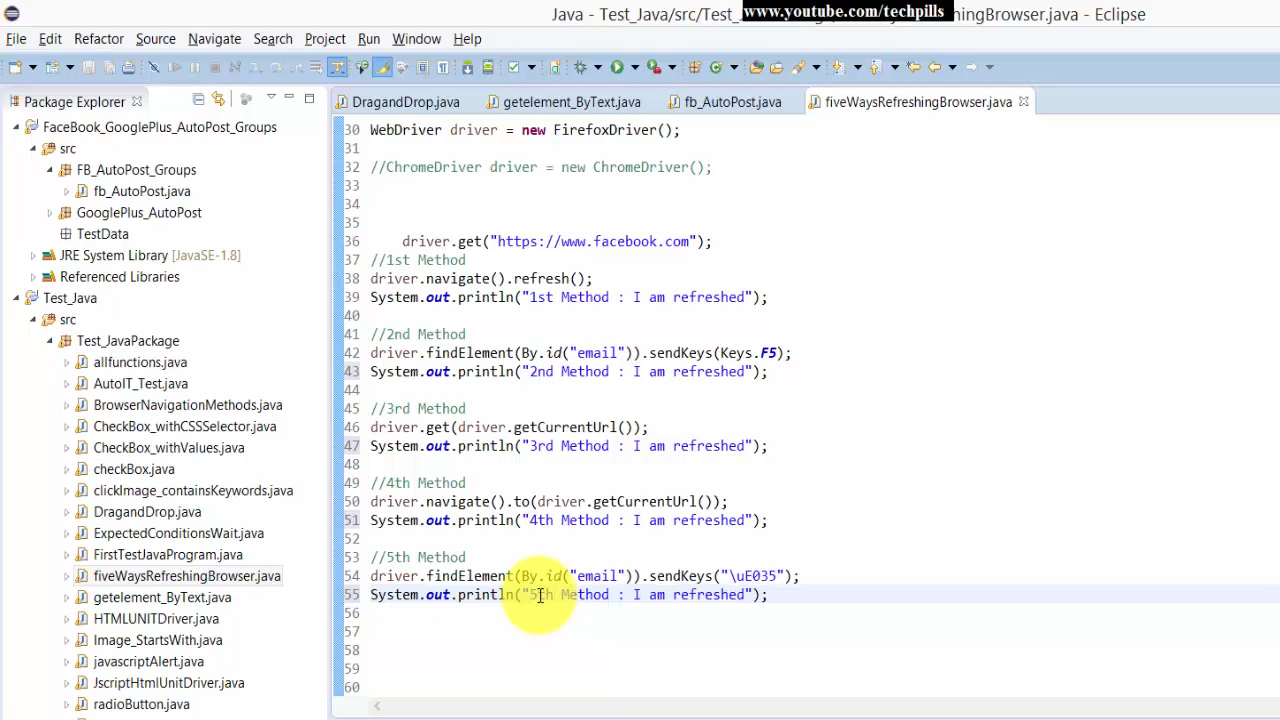 Java - Test_Java/src/Test_J
www.youtube.com/techpills
ngBrowser.java - Eclipse
File Edit Refactor Source Navigate Search Project Run Window Help
Package Explorer
DragandDrop.java getelement_ByText.java fb_AutoPost.java fiveWaysRefreshingBrowser.java
FaceBook_GooglePlus_AutoPost_Groups
src
FB_AutoPost_Groups
fb_AutoPost.java
GooglePlus_AutoPost
TestData
JRE System Library [JavaSE-1.8]
Referenced Libraries
Test_Java
src
Test_JavaPackage
allfunctions.java
AutoIT_Test.java
BrowserNavigationMethods.java
CheckBox_withCSSSelector.java
CheckBox_withValues.java
checkBox.java
clickImage_containsKeywords.java
DragandDrop.java
ExpectedConditionsWait.java
FirstTestJavaProgram.java
fiveWaysRefreshingBrowser.java
getelement_ByText.java
HTMLUNITDriver.java
Image_StartsWith.java
javascriptAlert.java
JscriptHtmlUnitDriver.java
radioButton.java
30 WebDriver driver = new FirefoxDriver();
31
32 //ChromeDriver driver = new ChromeDriver();
33
34
35
36 driver.get("https://www.facebook.com");
37 //1st Method
38 driver.navigate().refresh();
39 System.out.println("1st Method : I am refreshed");
40
41 //2nd Method
42 driver.findElement(By.id("email")).sendKeys(Keys.F5);
43 System.out.println("2nd Method : I am refreshed");
44
45 //3rd Method
46 driver.get(driver.getCurrentUrl());
47 System.out.println("3rd Method : I am refreshed");
48
49 //4th Method
50 driver.navigate().to(driver.getCurrentUrl());
51 System.out.println("4th Method : I am refreshed");
52
53 //5th Method
54 driver.findElement(By.id("email")).sendKeys("\uE035");
55 System.out.println("5th Method : I am refreshed");
56
57
58
59
60